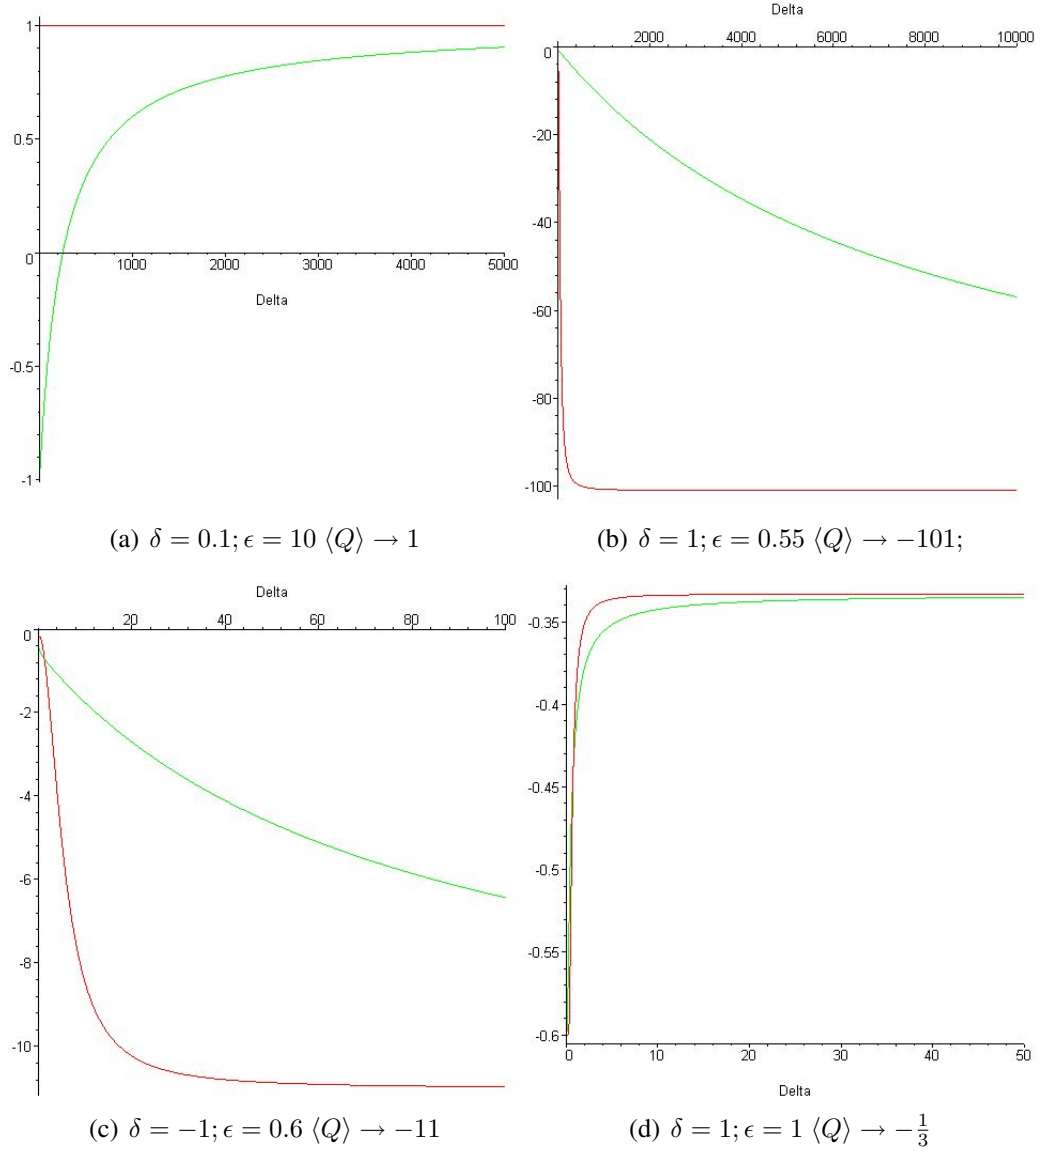 Delta
1
0.5
0
-0.5
-1
1000 2000 3000 4000 5000
Delta
2000 4000 6000 8000 10000
0
-20
-40
-60
-80
-100
(a) δ = 0.1; ϵ = 10 ⟨Q⟩ → 1
(b) δ = 1; ϵ = 0.55 ⟨Q⟩ → −101;
Delta
20 40 60 80 100
0
-2
-4
-6
-8
-10
-0.35
-0.4
-0.45
-0.5
-0.55
-0.6
0 10 20 30 40 50
Delta
(c) δ = −1; ϵ = 0.6 ⟨Q⟩ → −11
(d) δ = 1; ϵ = 1 ⟨Q⟩ → −1/3